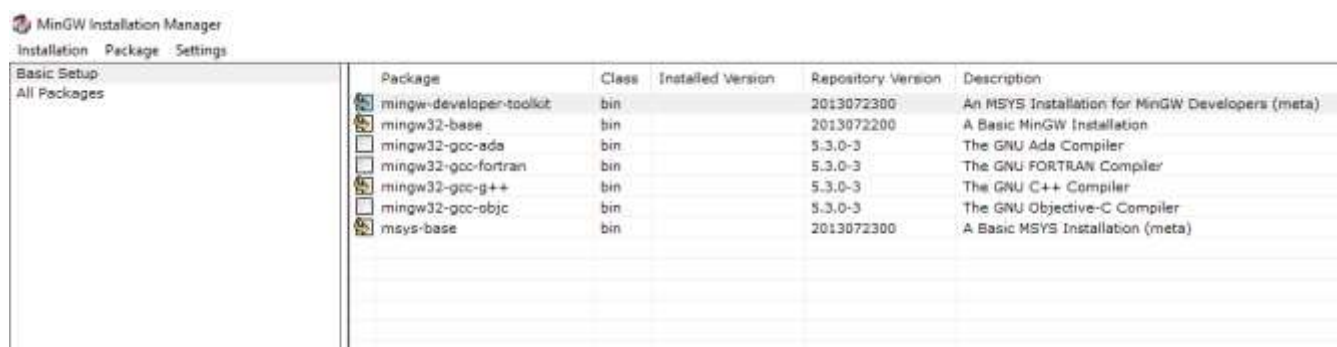 MinGW Installation Manager
Installation Package Settings
Basic Setup
All Packages
Package Class Installed Version Repository Version Description
mingw-developer-toolkit bin 2013072300 An MSYS Installation for MinGW Developers (meta)
mingw32-base bin 2013072200 A Basic MinGW Installation
mingw32-gcc-ada bin 5.3.0-3 The GNU Ada Compiler
mingw32-gcc-fortran bin 5.3.0-3 The GNU FORTRAN Compiler
mingw32-gcc-g++ bin 5.3.0-3 The GNU C++ Compiler
mingw32-gcc-objc bin 5.3.0-3 The GNU Objective-C Compiler
msys-base bin 2013072300 A Basic MSYS Installation (meta)